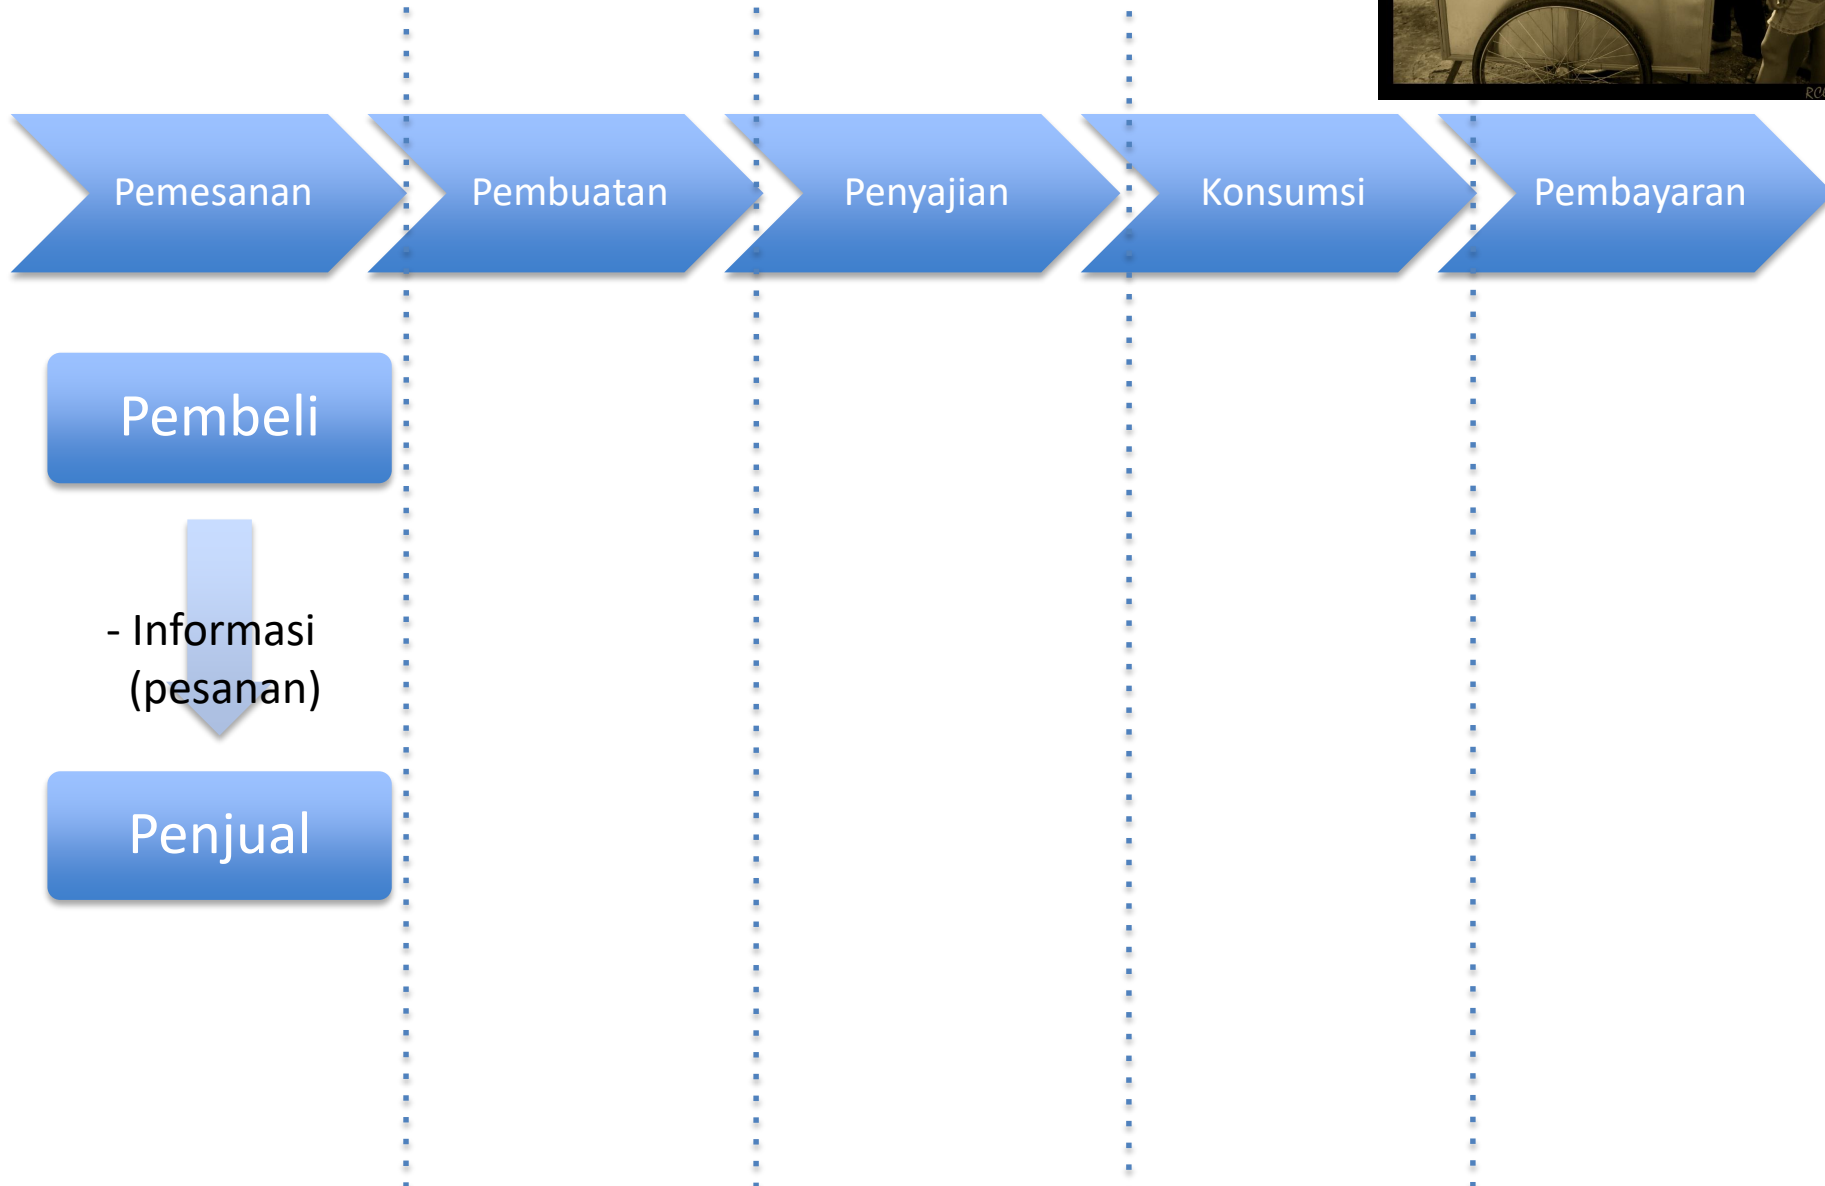 Pemesanan
Pembuatan
Penyajian
Konsumsi
Pembayaran
Pembeli
- Informasi
(pesanan)
Penjual